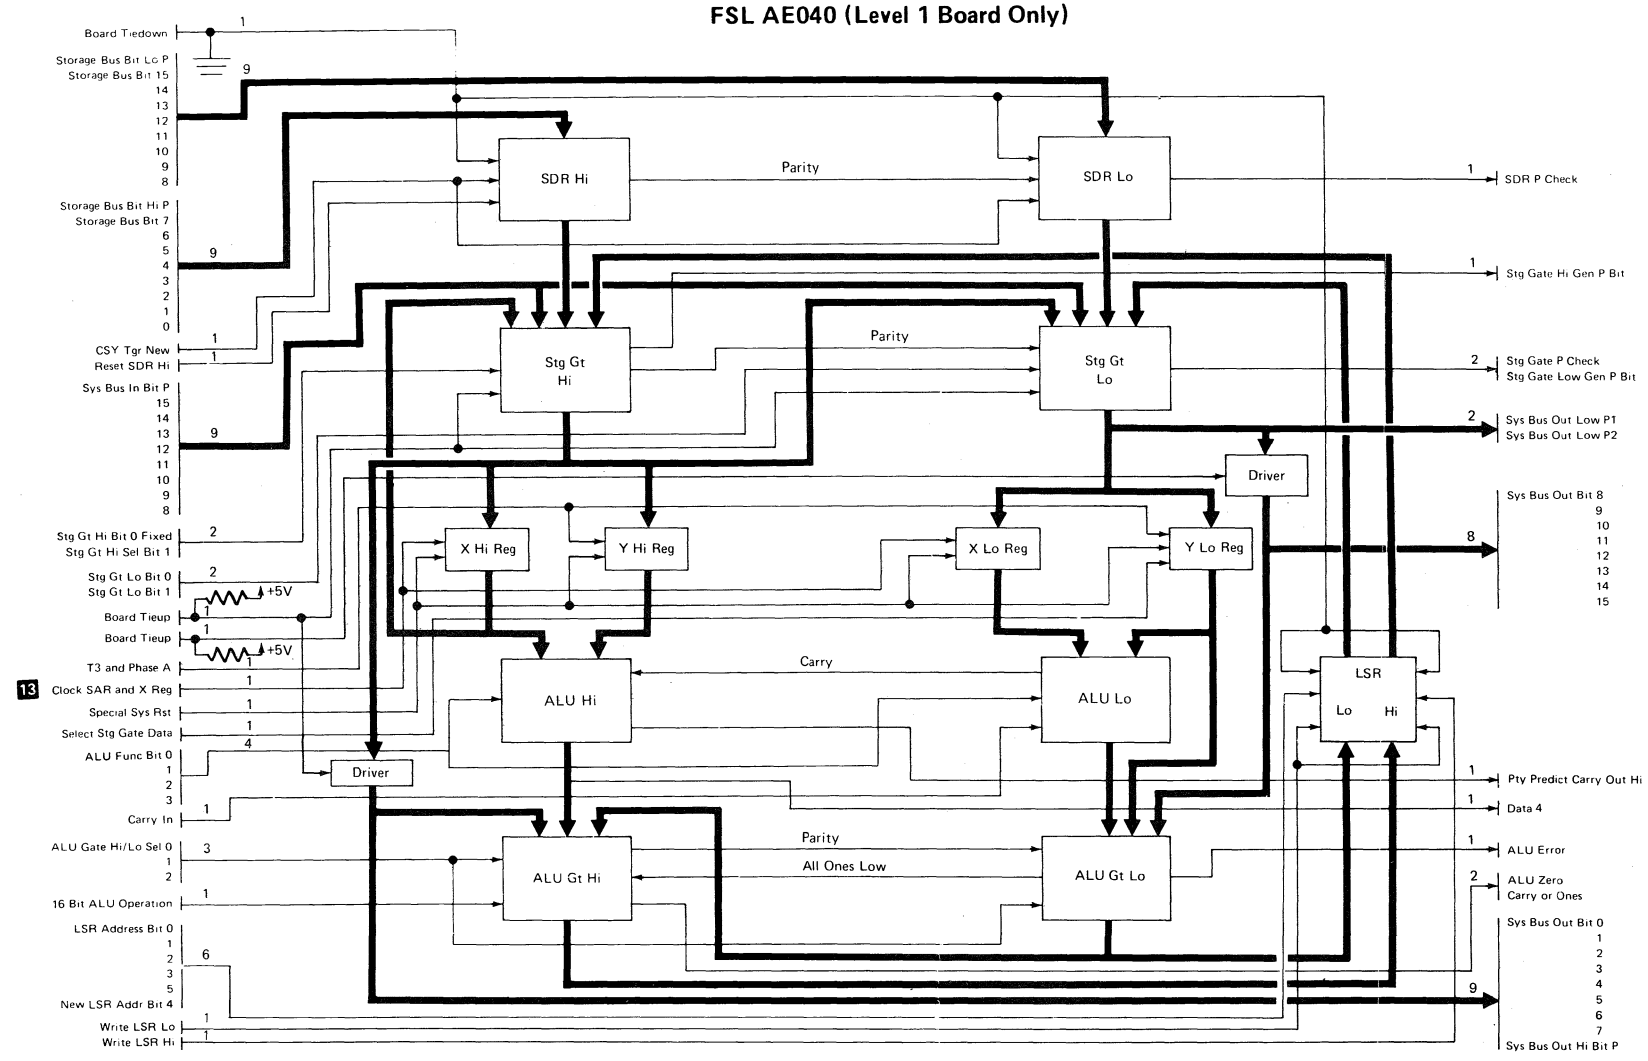 FSL AE040 (Level 1 Board Only)
Board Tiedown
1
Storage Bus Bit Lo P
Storage Bus Bit 15
14
13
12
11
10
9
8
9
Storage Bus Bit Hi P
Storage Bus Bit 7
6
5
4
3
2
1
0
9
CSY Tgr New
1
Reset SDR Hi
1
Sys Bus In Bit P
15
14
13
12
11
10
9
8
9
Stg Gt Hi Bit 0 Fixed
Stg Gt Hi Sel Bit 1
2
Stg Gt Lo Bit 0
Stg Gt Lo Bit 1
2
+5V
Board Tieup
1
Board Tieup
1
+5V
T3 and Phase A
1
13
Clock SAR and X Reg
1
Special Sys Rst
1
Select Stg Gate Data
1
ALU Func Bit 0
1
2
3
4
Carry In
1
ALU Gate Hi/Lo Sel 0
1
2
3
16 Bit ALU Operation
1
LSR Address Bit 0
1
2
3
5
New LSR Addr Bit 4
6
Write LSR Lo
1
Write LSR Hi
1
SDR Hi
Parity
SDR Lo
Stg Gt
Hi
Parity
Stg Gt
Lo
Driver
X Hi Reg
Y Hi Reg
X Lo Reg
Y Lo Reg
ALU Hi
Carry
ALU Lo
LSR
Lo
Hi
Driver
ALU Gt Hi
Parity
All Ones Low
ALU Gt Lo
1
SDR P Check
1
Stg Gate Hi Gen P Bit
2
Stg Gate P Check
Stg Gate Low Gen P Bit
2
Sys Bus Out Low P1
Sys Bus Out Low P2
8
Sys Bus Out Bit 8
9
10
11
12
13
14
15
1
Pty Predict Carry Out Hi
1
Data 4
1
ALU Error
2
ALU Zero
Carry or Ones
9
Sys Bus Out Bit 0
1
2
3
4
5
6
7
Sys Bus Out Hi Bit P